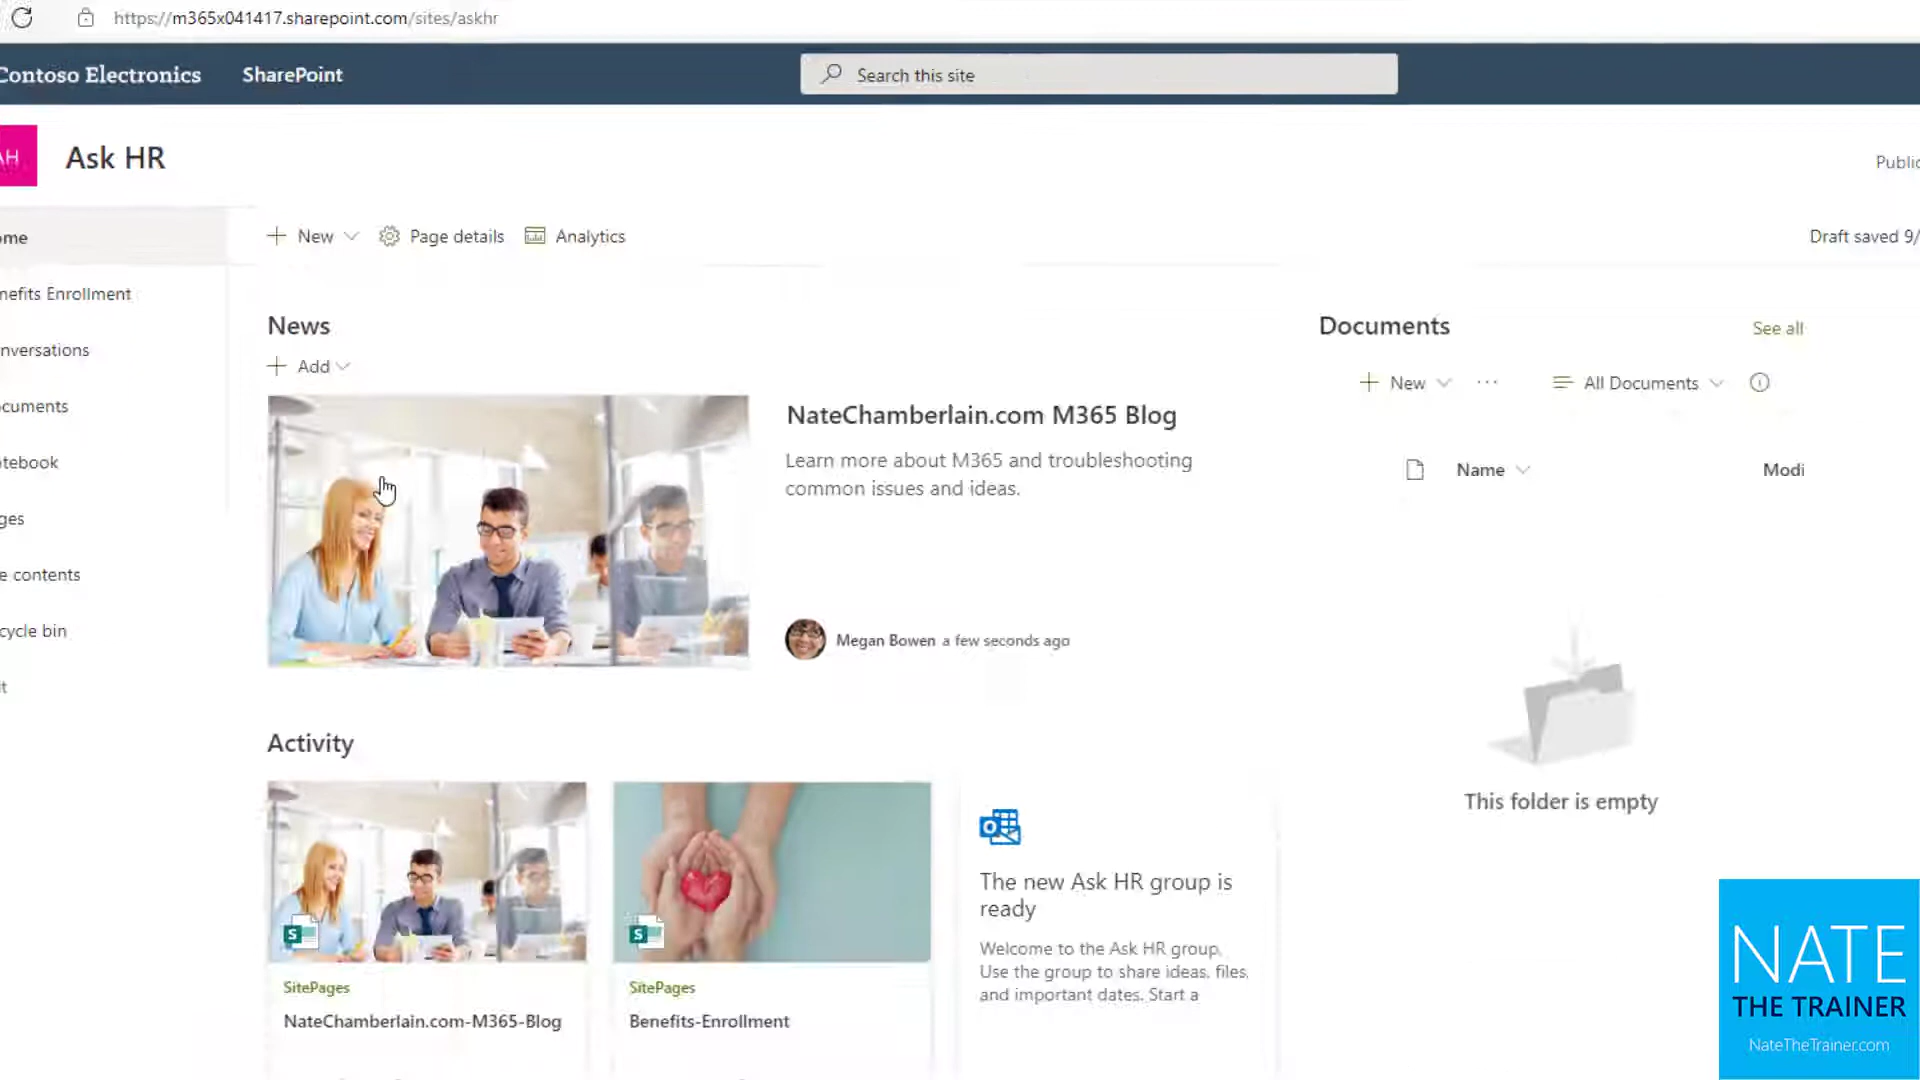 https://m365x041417.sharepoint.com/sites/askhr
Contoso Electronics
SharePoint
Search this site
AH
Ask HR
Public
ome
New
Page details
Analytics
Draft saved 9/
nefits Enrollment
nversations
cuments
tebook
ges
e contents
cycle bin
it
News
Add
NateChamberlain.com M365 Blog
Learn more about M365 and troubleshooting
common issues and ideas.
Megan Bowen a few seconds ago
Documents
See all
New
All Documents
Name
Modi
This folder is empty
Activity
SitePages
NateChamberlain.com-M365-Blog
SitePages
Benefits-Enrollment
The new Ask HR group is
ready
Welcome to the Ask HR group.
Use the group to share ideas, files,
and important dates. Start a
NATE
THE TRAINER
NateTheTrainer.com